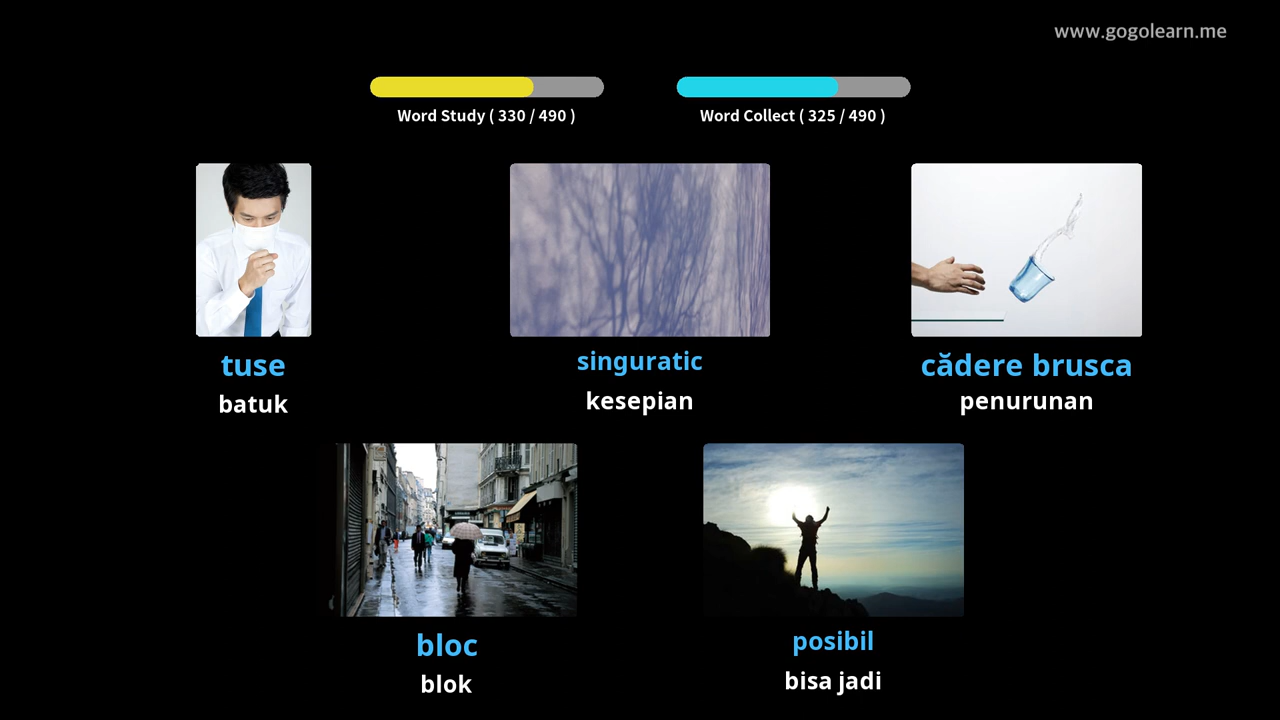 www.gogolearn.me
Word Study ( 330 / 490 )
Word Collect ( 325 / 490 )
tuse
batuk
singuratic
kesepian
cădere brusca
penurunan
bloc
blok
posibil
bisa jadi